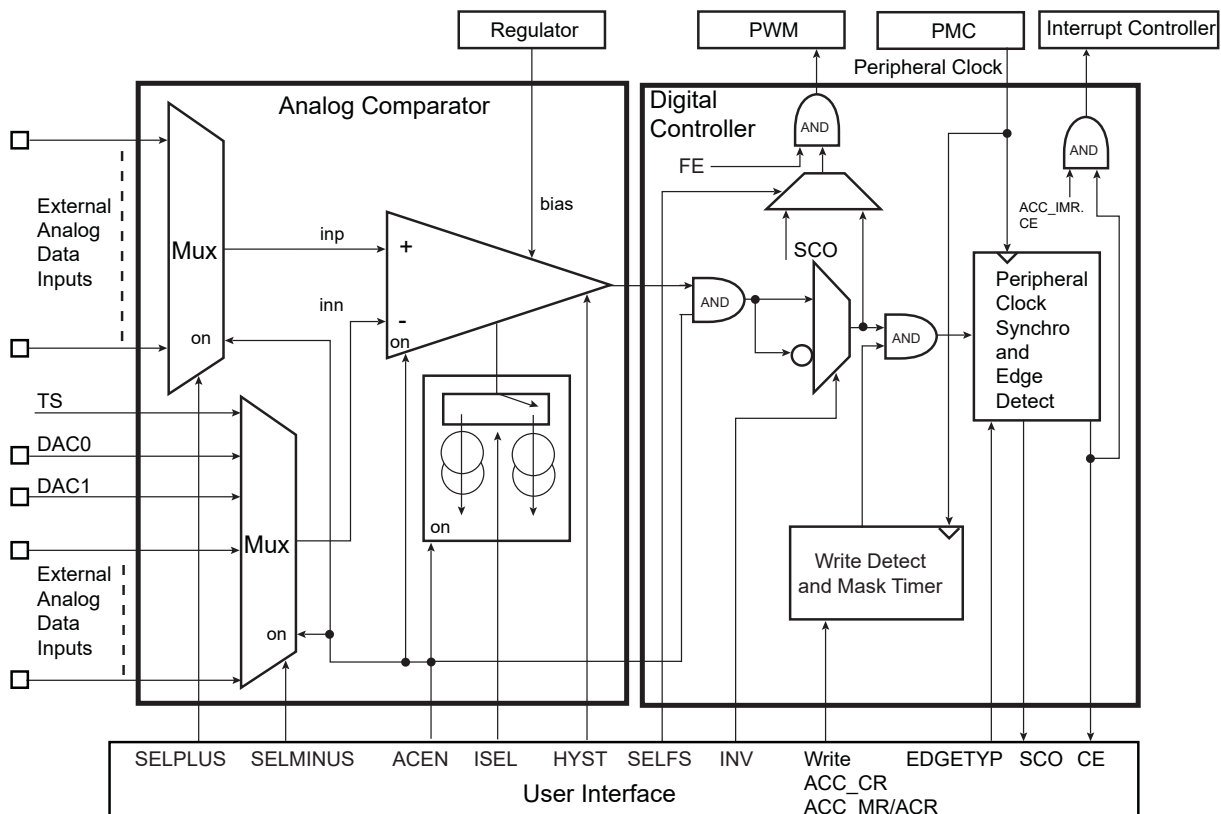 Regulator
PWM
PMC
Interrupt Controller
Peripheral Clock
Analog Comparator
Digital
Controller
AND
AND
FE
External
Analog
Data
Inputs
Mux
inp
bias
+
ACC_IMR.
CE
SCO
inn
-
on
on
AND
AND
Peripheral
Clock
Synchro
and
Edge
Detect
TS
DAC0
DAC1
Mux
on
External
Analog
Data
Inputs
on
Write Detect
and Mask Timer
SELPLUS
SELMINUS
ACEN
ISEL
HYST
SELFS
INV
Write
ACC_CR
ACC_MR/ACR
EDGETYP
SCO
CE
User Interface